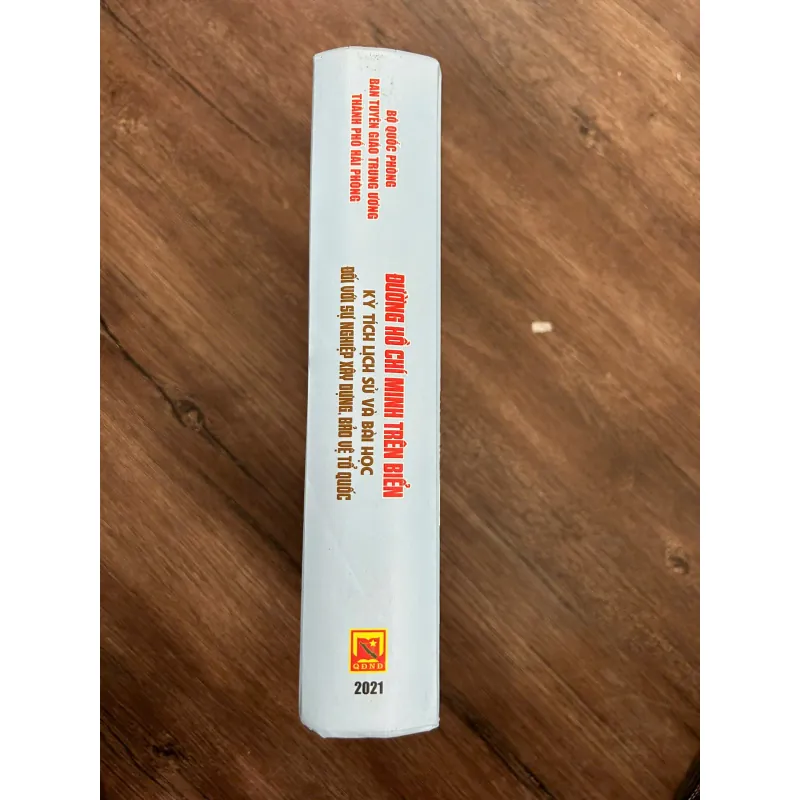 BỘ QUỐC PHÒNG
BAN TUYÊN GIÁO TRUNG ƯƠNG
THÀNH PHỐ HẢI PHÒNG
ĐƯỜNG HỒ CHÍ MINH TRÊN BIỂN
KỲ TÍCH LỊCH SỬ VÀ BÀI HỌC
ĐỐI VỚI SỰ NGHIỆP XÂY DỰNG, BẢO VỆ TỔ QUỐC
QĐND
2021